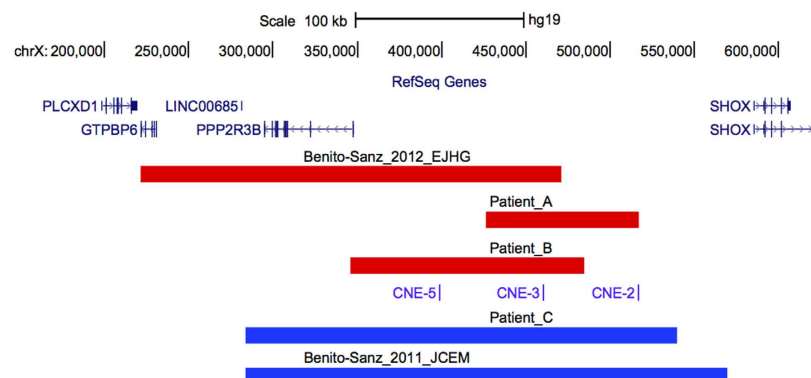 Scale 100 kb hg19
chrX: 200,000 250,000 300,000 350,000 400,000 450,000 500,000 550,000 600,000
RefSeq Genes
PLCXD1 LINC00685 SHOX
GTPBP6 PPP2R3B SHOX
Benito-Sanz_2012_EJHG
Patient_A
Patient_B
CNE-5 CNE-3 CNE-2
Patient_C
Benito-Sanz_2011_JCEM